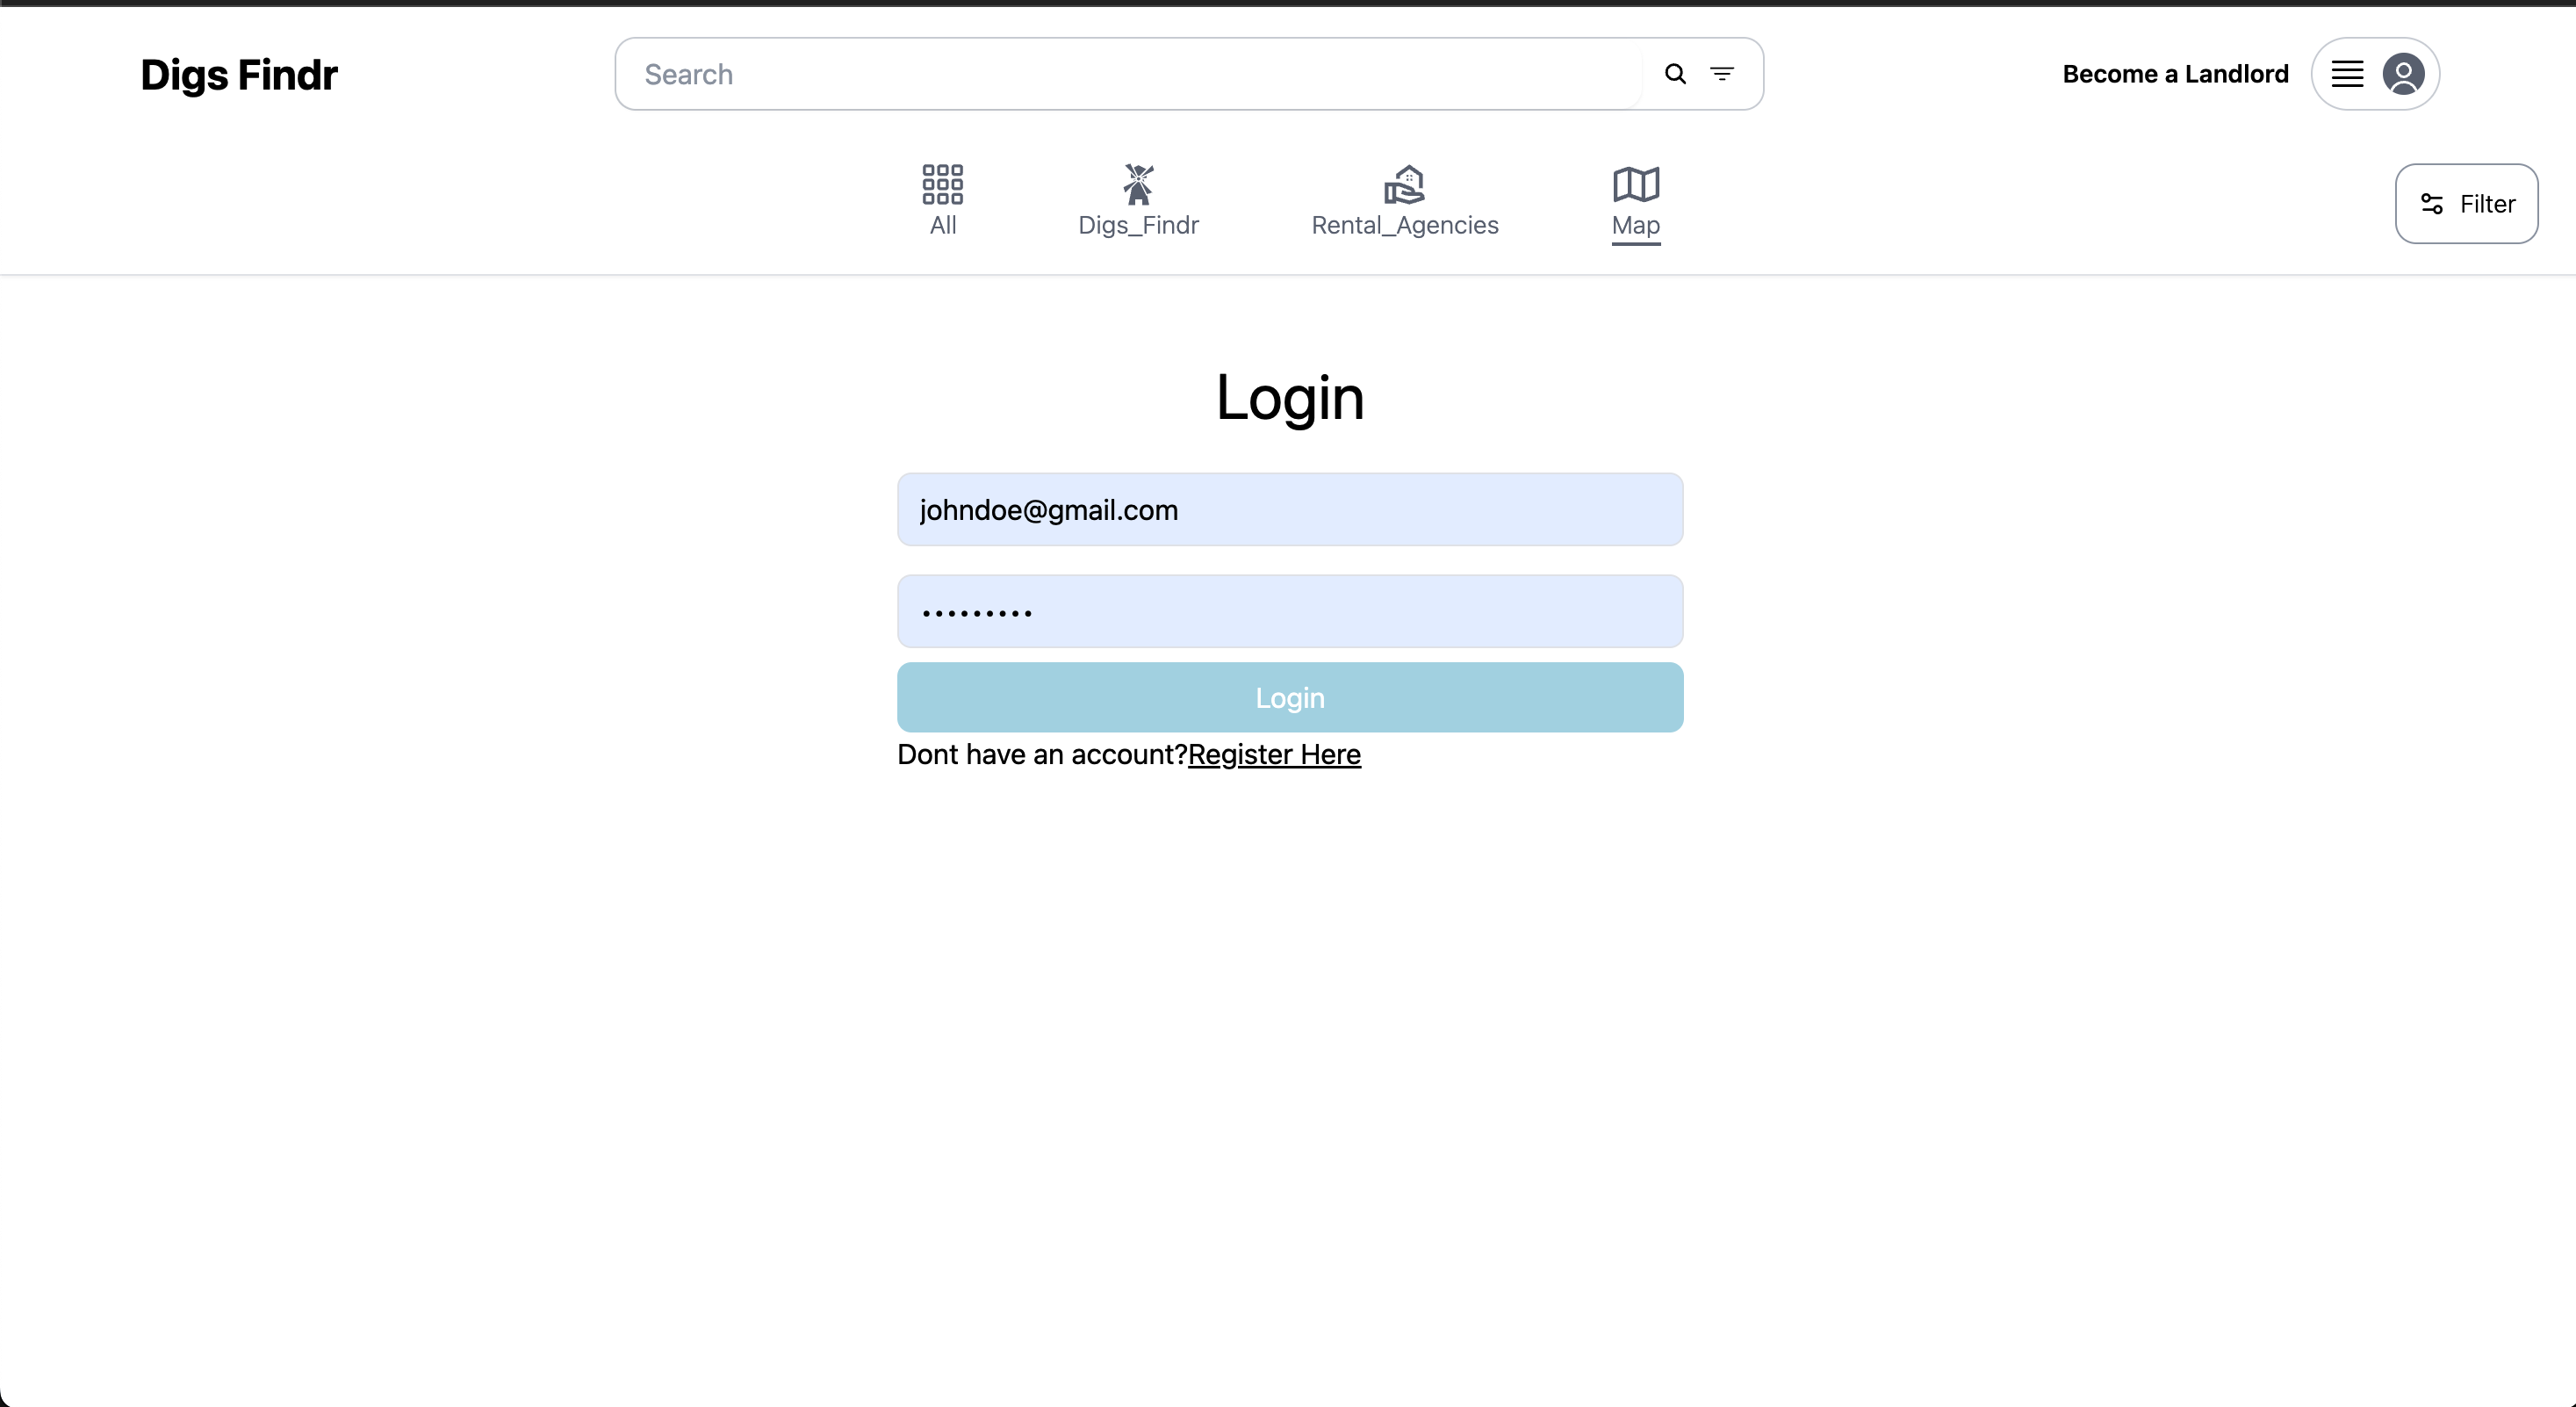 Digs Findr
Search
Become a Landlord
All
Digs_Findr
Rental_Agencies
Map
Filter
Login
johndoe@gmail.com
•••••••••
Login
Dont have an account?Register Here